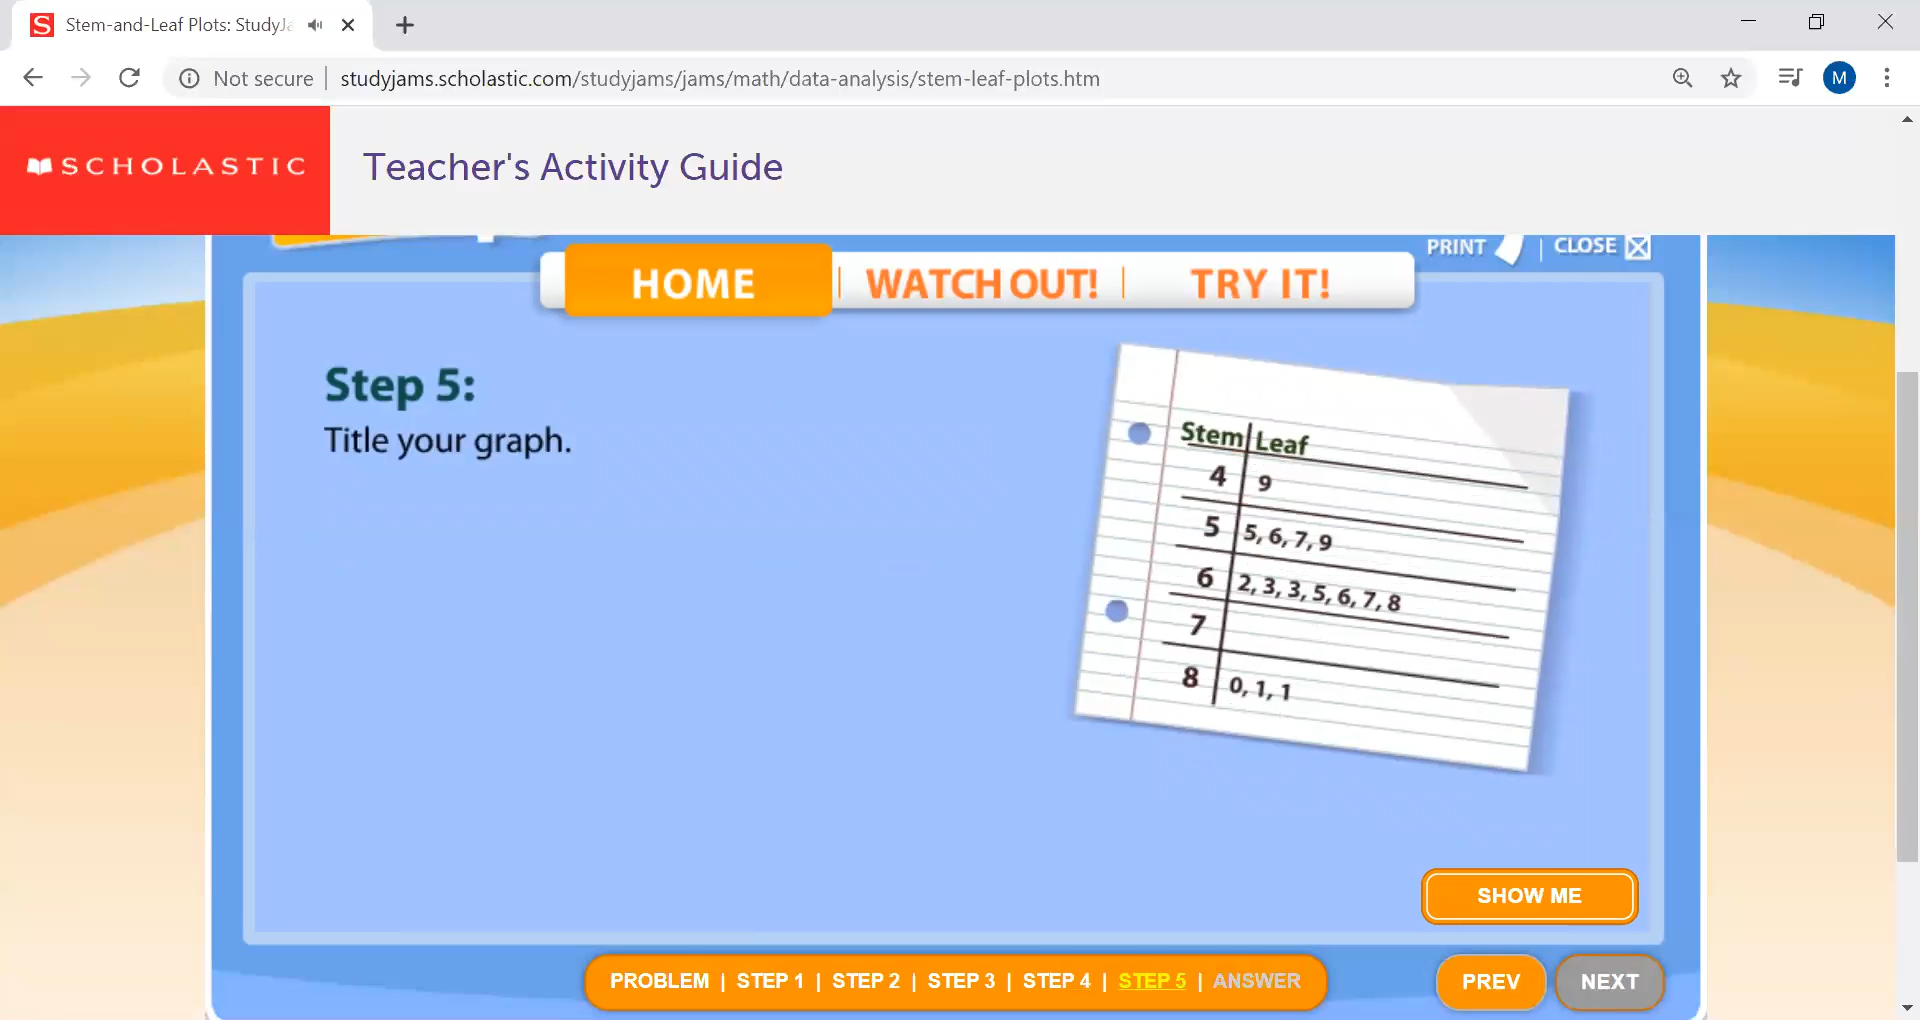 Stem-and-Leaf Plots: StudyJa
Not secure | studyjams.scholastic.com/studyjams/jams/math/data-analysis/stem-leaf-plots.htm
M
SCHOLASTIC
Teacher's Activity Guide
PRINT | CLOSE
HOME | WATCH OUT! | TRY IT!
Step 5:
Title your graph.
Stem Leaf
4 9
5 5, 6, 7, 9
6 2, 3, 3, 5, 6, 7, 8
7
8 0, 1, 1
SHOW ME
PROBLEM | STEP 1 | STEP 2 | STEP 3 | STEP 4 | STEP 5 | ANSWER
PREV NEXT